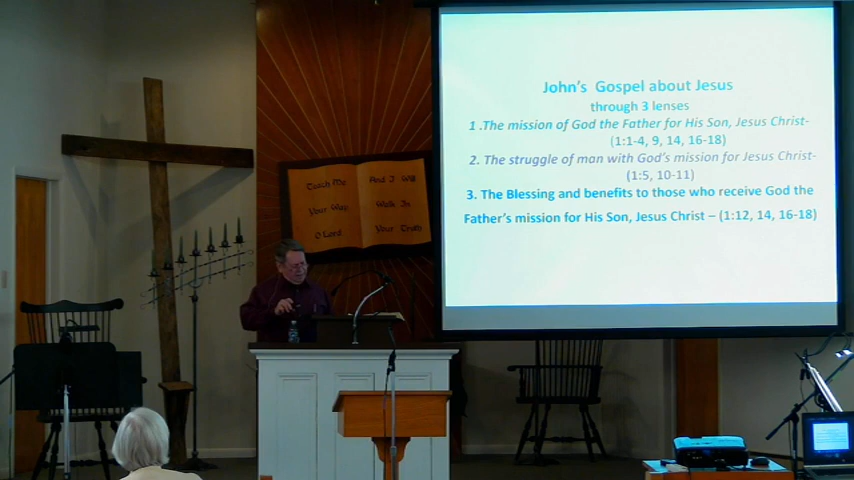 John's Gospel about Jesus
through 3 lenses
1 .The mission of God the Father for His Son, Jesus Christ-
(1:1-4, 9, 14, 16-18)
2. The struggle of man with God's mission for Jesus Christ-
(1:5, 10-11)
3. The Blessing and benefits to those who receive God the
Father's mission for His Son, Jesus Christ – (1:12, 14, 16-18)
Teach Me
Your Way
O Lord
And I Will
Walk In
Your Truth